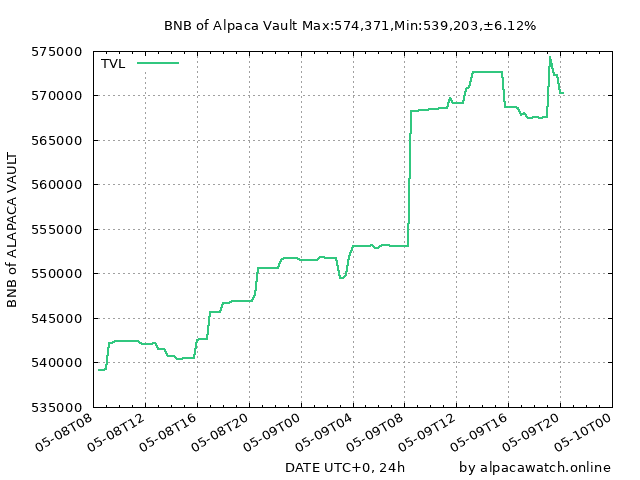 BNB of Alpaca Vault Max:574,371,Min:539,203,±6.12%
TVL
575000
570000
565000
560000
555000
550000
545000
540000
535000
BNB of ALAPACA VAULT
05-08T08
05-08T12
05-08T16
05-08T20
05-09T00
05-09T04
05-09T08
05-09T12
05-09T16
05-09T20
05-10T00
DATE UTC+0, 24h
by alpacawatch.online